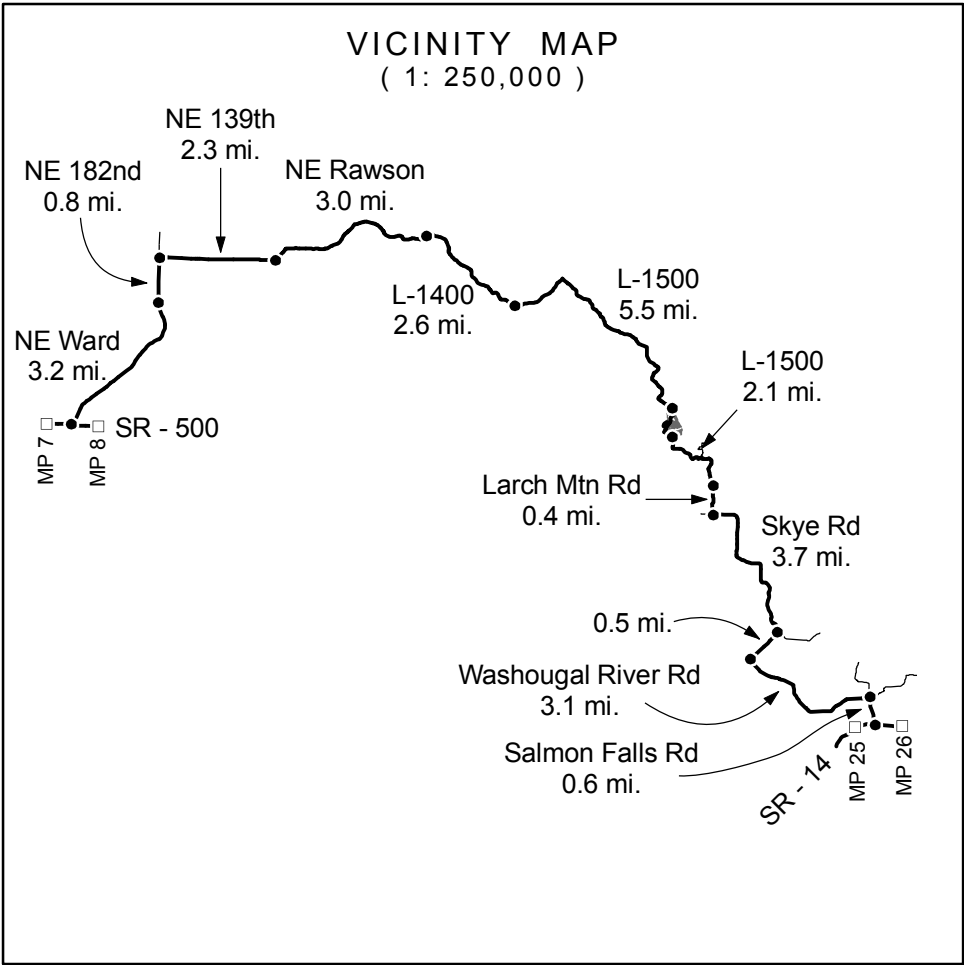 VICINITY MAP
( 1: 250,000 )
NE 139th
2.3 mi.
NE 182nd
0.8 mi.
NE Rawson
3.0 mi.
L-1400
2.6 mi.
L-1500
5.5 mi.
NE Ward
3.2 mi.
L-1500
2.1 mi.
SR - 500
MP 7
MP 8
Larch Mtn Rd
0.4 mi.
Skye Rd
3.7 mi.
0.5 mi.
Washougal River Rd
3.1 mi.
Salmon Falls Rd
0.6 mi.
SR - 14
MP 25
MP 26